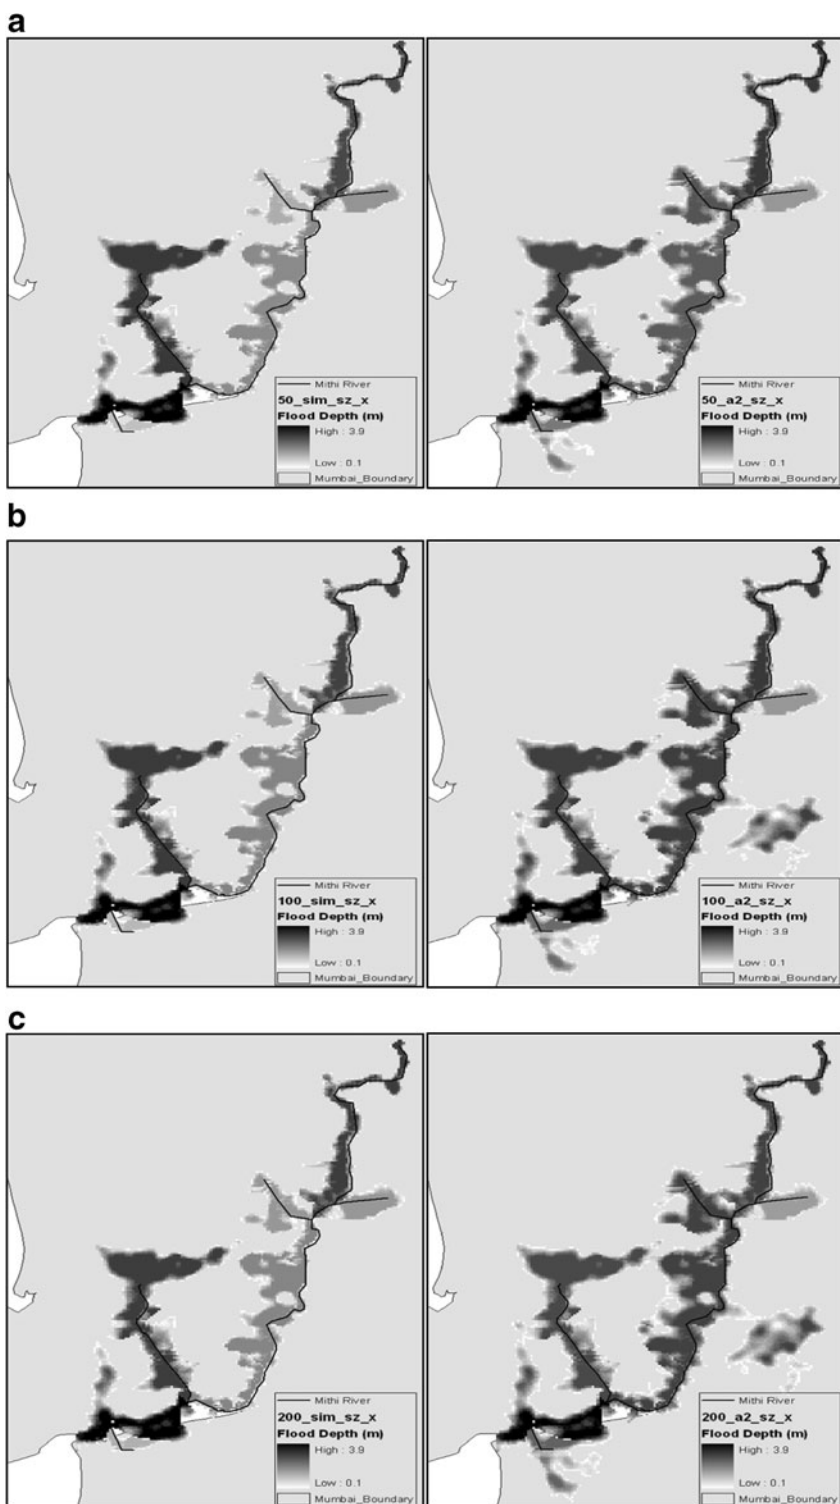 a
Mithi River
50_sim_sz_x
Flood Depth (m)
High : 3.9
Low : 0.1
Mumbai_Boundary
Mithi River
50_a2_sz_x
Flood Depth (m)
High : 3.9
Low : 0.1
Mumbai_Boundary
b
Mithi River
100_sim_sz_x
Flood Depth (m)
High : 3.9
Low : 0.1
Mumbai_Boundary
Mithi River
100_a2_sz_x
Flood Depth (m)
High : 3.9
Low : 0.1
Mumbai_Boundary
c
Mithi River
200_sim_sz_x
Flood Depth (m)
High : 3.9
Low : 0.1
Mumbai_Boundary
Mithi River
200_a2_sz_x
Flood Depth (m)
High : 3.9
Low : 0.1
Mumbai_Boundary